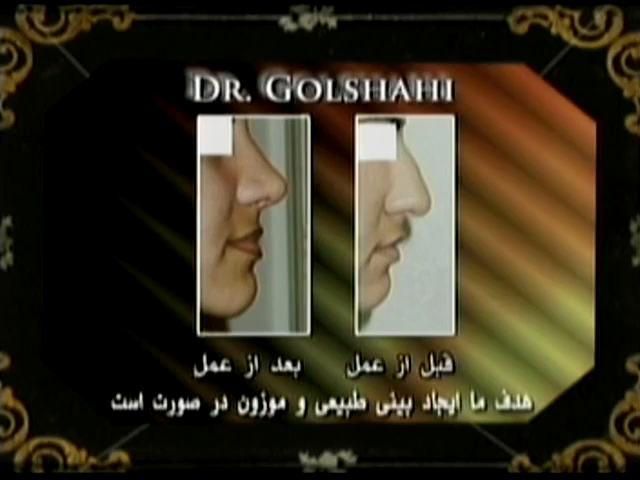 DR. GOLSHAHI
قبل از عمل
بعد از عمل
هدف ما ایجاد بینی طبیعی و موزون در صورت است